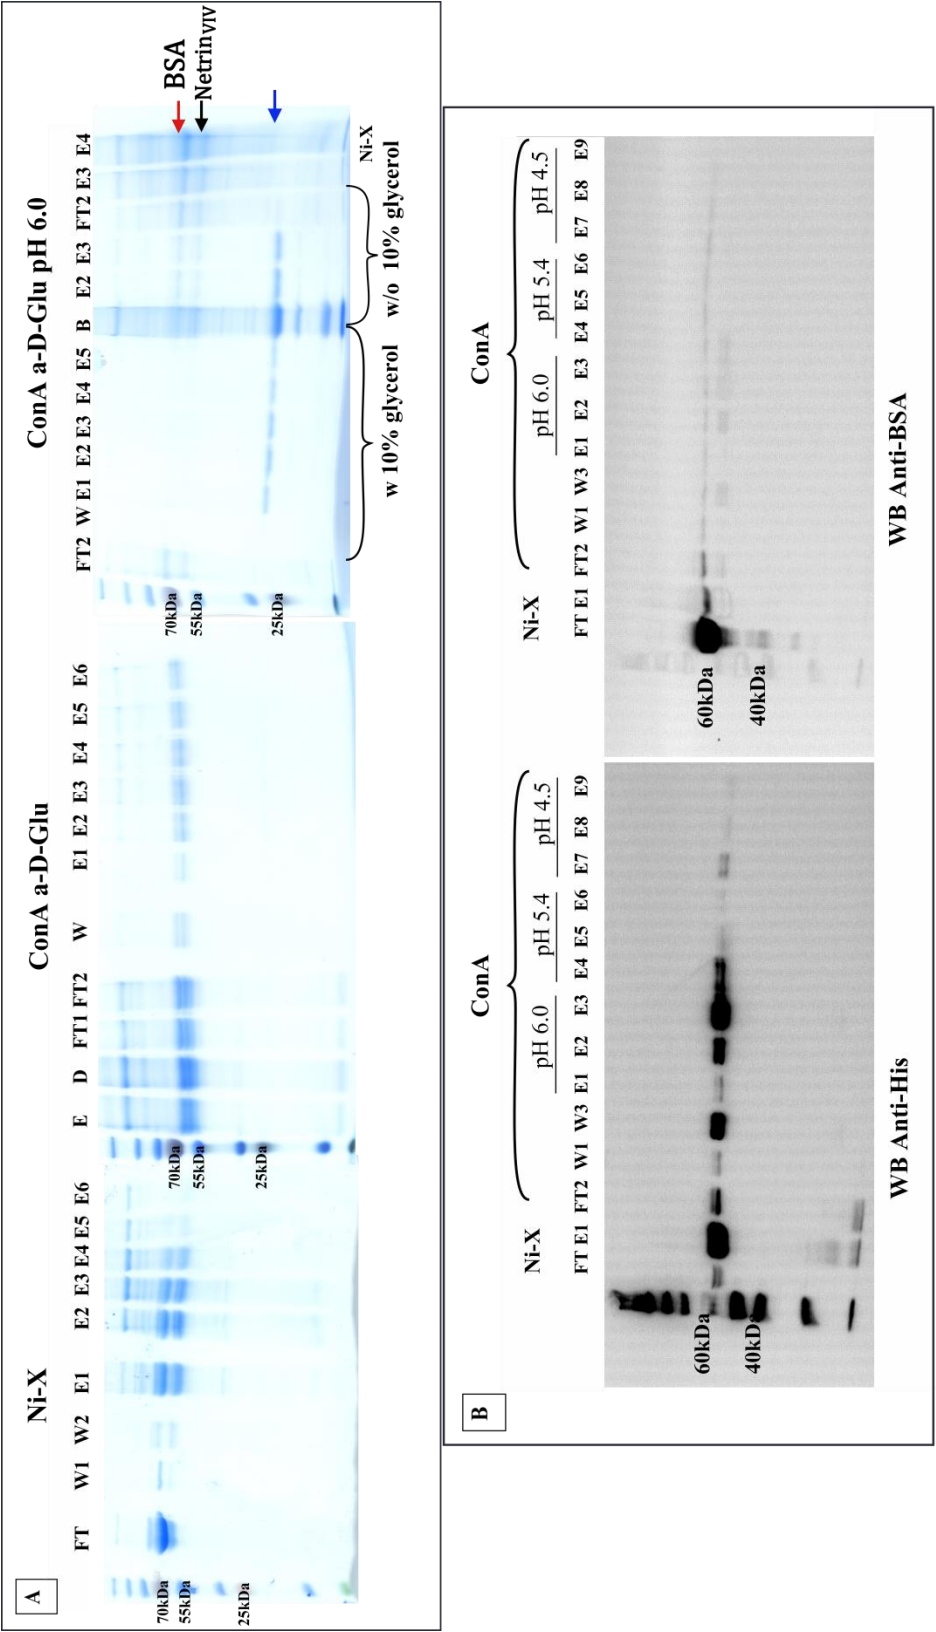 A
Ni-X
ConA a-D-Glu
ConA a-D-Glu pH 6.0
FT W1 W2 E1 E2 E3 E4 E5 E6
E D FT1 FT2 W E1 E2 E3 E4 E5 E6
FT2 W E1 E2 E3 E4 E5 B E2 E3 FT2 E3 E4
BSA
NetrinVIV
70kDa
55kDa
25kDa
70kDa
55kDa
25kDa
70kDa
55kDa
25kDa
Ni-X
w 10% glycerol
w/o 10% glycerol
B
ConA
Ni-X
pH 6.0
pH 5.4
pH 4.5
FT E1 FT2 W1 W3 E1 E2 E3 E4 E5 E6 E7 E8 E9
60kDa
40kDa
WB Anti-His
ConA
Ni-X
pH 6.0
pH 5.4
pH 4.5
FT E1 FT2 W1 W3 E1 E2 E3 E4 E5 E6 E7 E8 E9
60kDa
40kDa
WB Anti-BSA